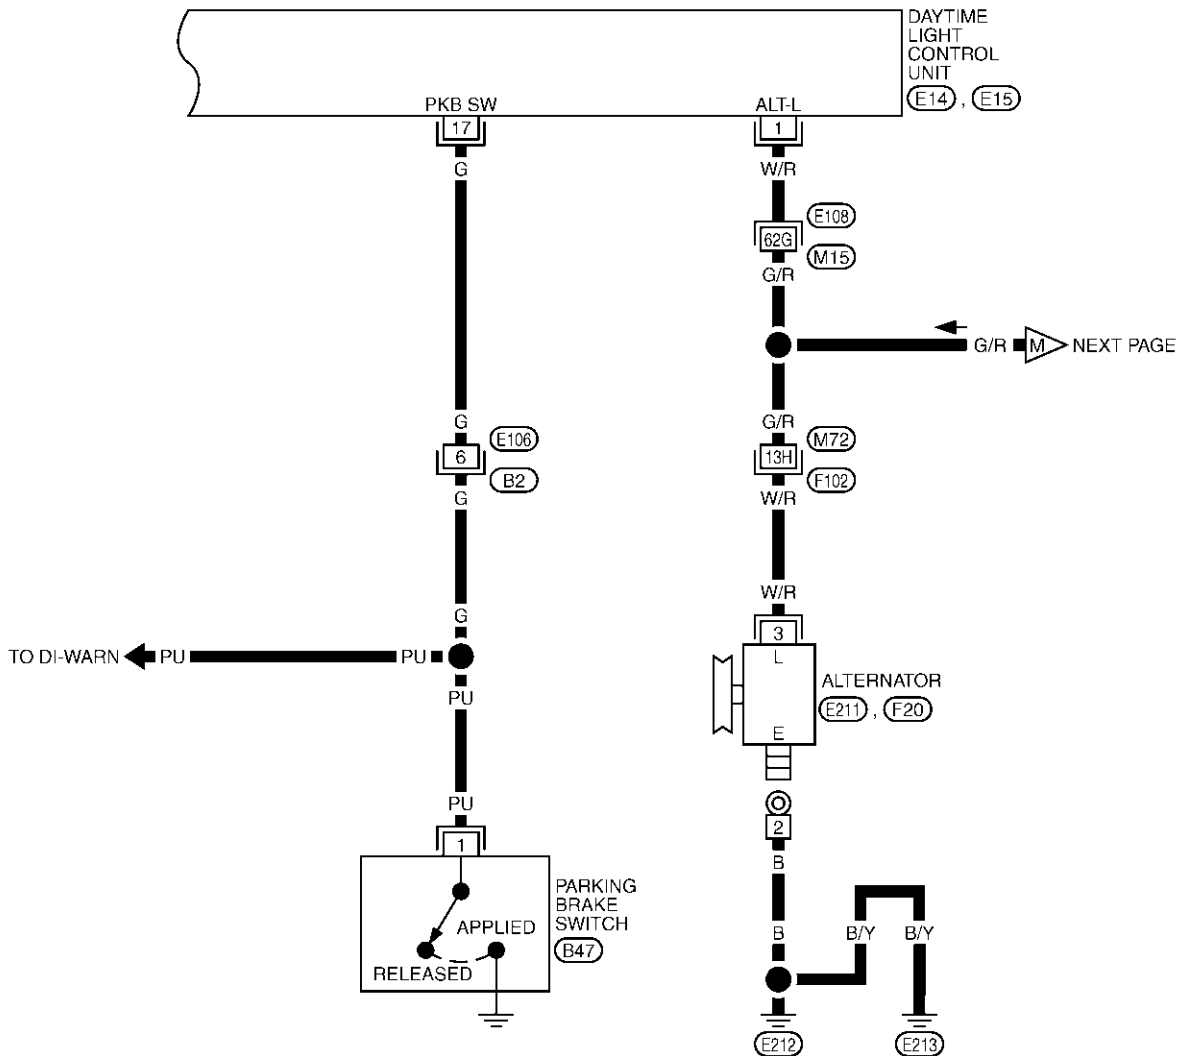 DAYTIME
LIGHT
CONTROL
UNIT
E14 , E15
PKB SW
ALT-L
17
1
G
W/R
E108
62G
M15
G/R
G/R
M
NEXT PAGE
G
G/R
E106
M72
6
13H
B2
F102
G
W/R
G
W/R
3
L
TO DI-WARN
PU
PU
PU
ALTERNATOR
E211 , F20
E
PU
2
1
B
PARKING
BRAKE
SWITCH
B47
APPLIED
RELEASED
B
B/Y
B/Y
E212
E213